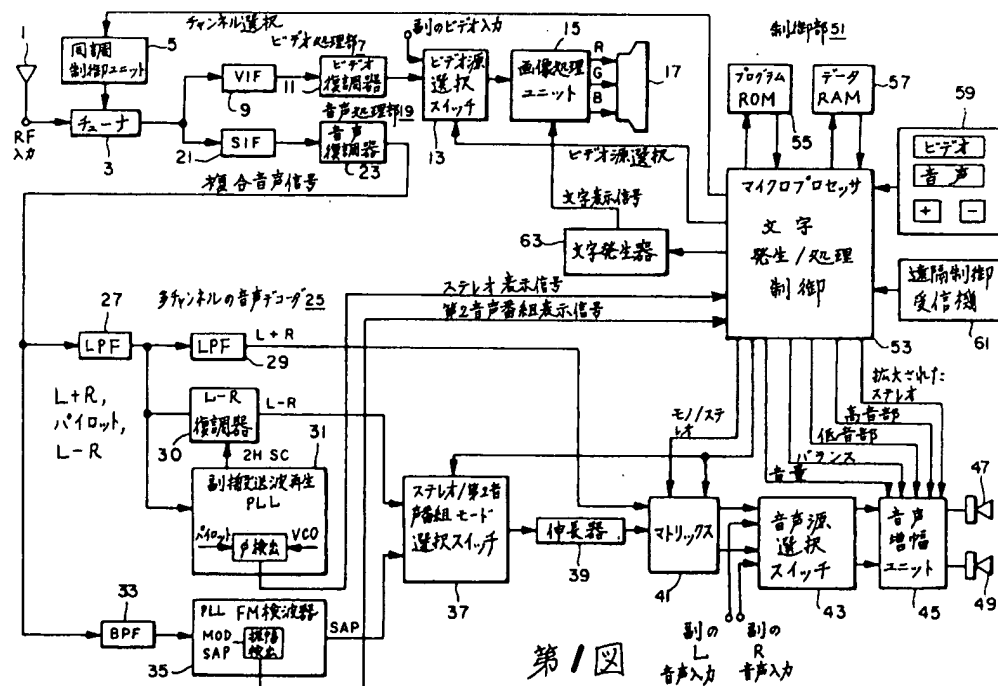 1
チャンネル選択
5
同調
制御ユニット
RF
入力
チューナ
3
VIF
9
SIF
21
ビデオ処理部7
ビデオ
復調器
11
音声処理部19
音声
復調器
23
複合音声信号
副のビデオ入力
ビデオ源
選択
スイッチ
13
15
画像処理
ユニット
R
G
B
17
ビデオ源選択
文字表示信号
63
文字発生器
制御部 51
プログラム
ROM
55
データ
RAM
57
マイクロプロセッサ
文字
発生/処理
制御
53
59
ビデオ
音声
+
-
遠隔制御
受信機
61
ステレオ表示信号
第2音声番組表示信号
多チャンネルの音声デコーダ25
27
LPF
LPF
29
L+R
L+R,
パイロット,
L-R
L-R
復調器
30
L-R
2H SC
31
副搬送波再生
PLL
パイロット
φ検出
VCO
33
BPF
PLL FM検波器
MOD
SAP
振幅
検出
35
SAP
ステレオ/第2音
声番組モード
選択スイッチ
37
伸長器
39
モノ/ステ
レオ
マトリックス
41
音声源
選択
スイッチ
43
副の
L
音声入力
副の
R
音声入力
拡大された
ステレオ
高音部
低音部
バランス
音量
音声
増幅
ユニット
45
47
49
第1図